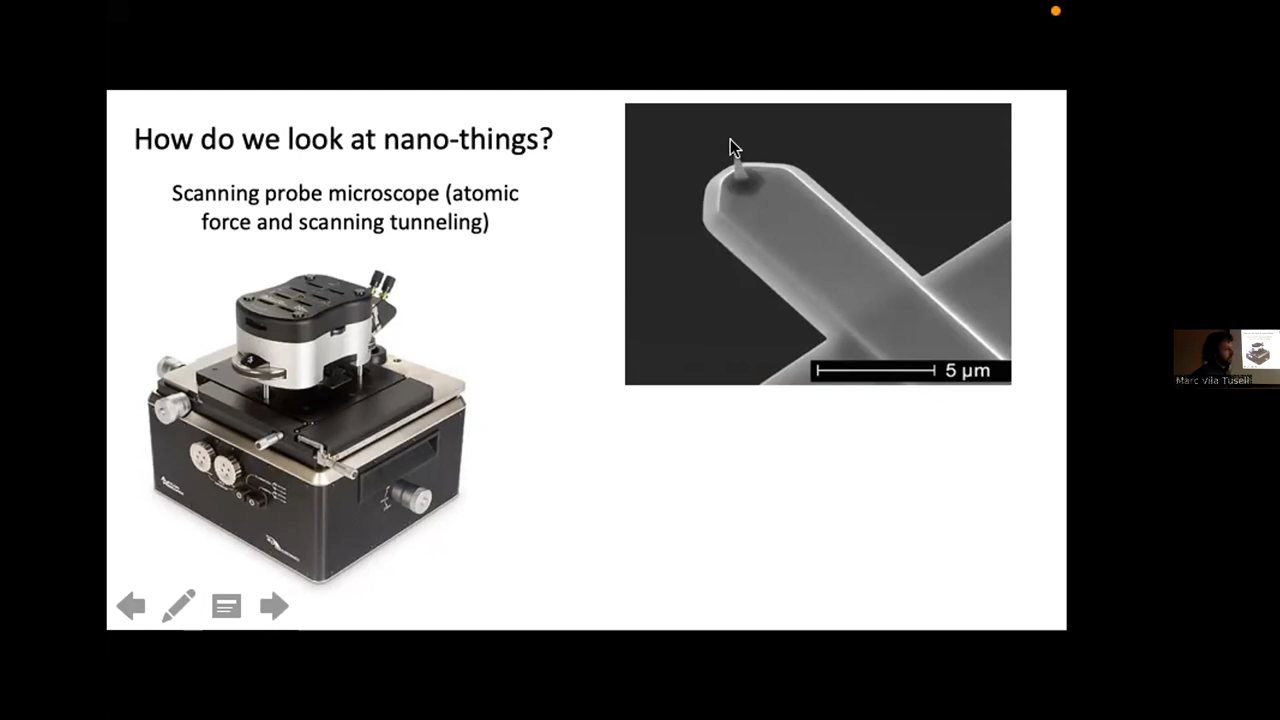 How do we look at nano-things?
Scanning probe microscope (atomic
force and scanning tunneling)
5 μm
Marc Vila Tusell